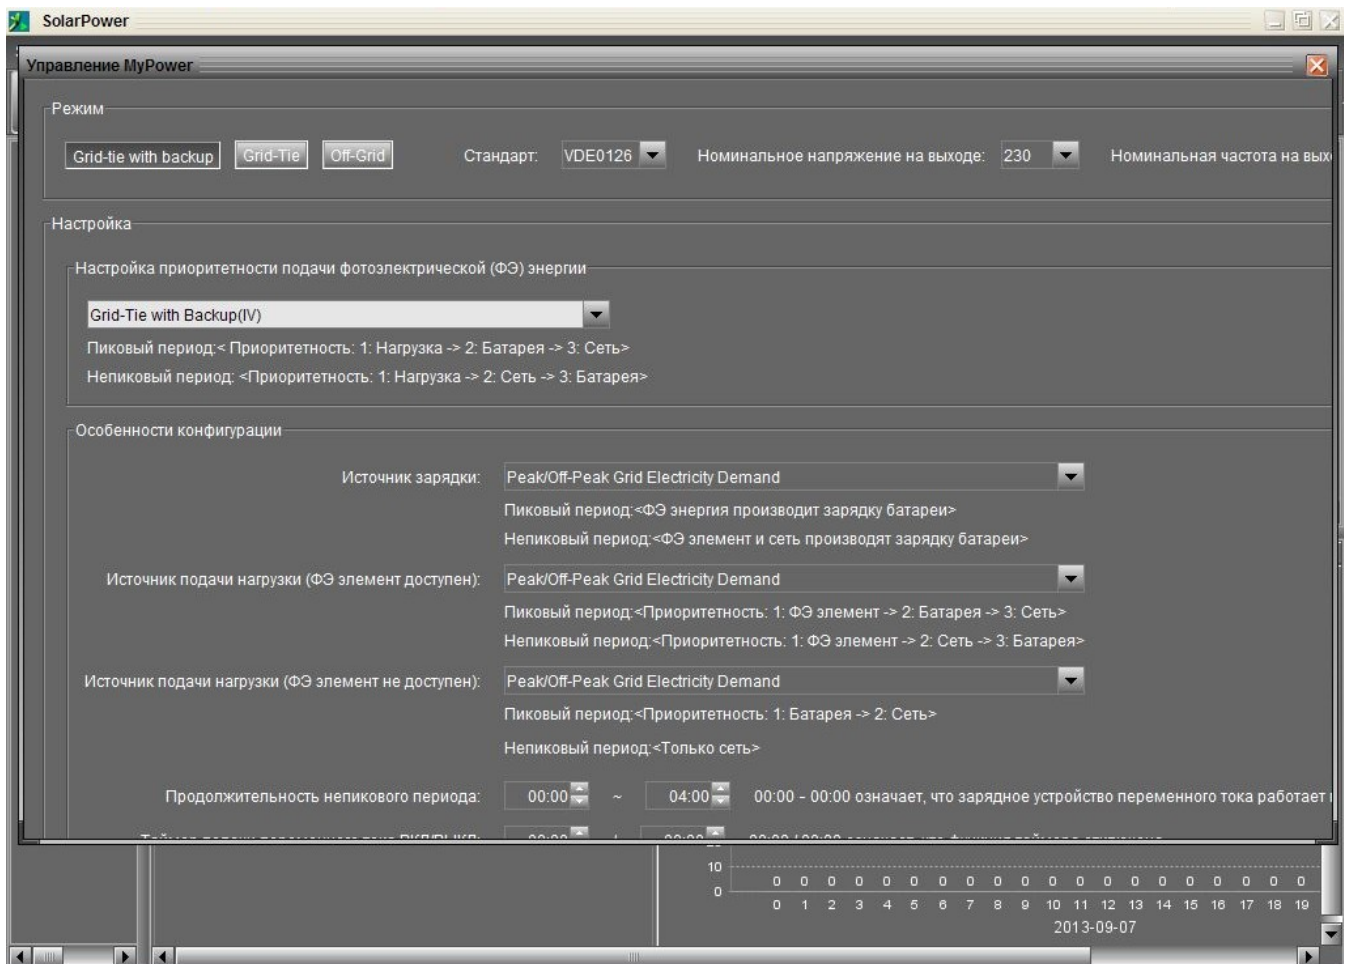 SolarPower
Управление MyPower
Режим
Grid-tie with backup Grid-Tie Off-Grid Стандарт: VDE0126 Номинальное напряжение на выходе: 230 Номинальная частота на
Настройка
Настройка приоритетности подачи фотоэлектрической (ФЭ) энергии
Grid-Tie with Backup(IV)
Пиковый период:< Приоритетность: 1: Нагрузка -> 2: Батарея -> 3: Сеть>
Непиковый период: <Приоритетность: 1: Нагрузка -> 2: Сеть -> 3: Батарея>
Особенности конфигурации
Источник зарядки: Peak/Off-Peak Grid Electricity Demand
Пиковый период:<ФЭ энергия производит зарядку батареи>
Непиковый период:<ФЭ элемент и сеть производят зарядку батареи>
Источник подачи нагрузки (ФЭ элемент доступен): Peak/Off-Peak Grid Electricity Demand
Пиковый период:<Приоритетность: 1: ФЭ элемент -> 2: Батарея -> 3: Сеть>
Непиковый период:<Приоритетность: 1: ФЭ элемент -> 2: Сеть -> 3: Батарея>
Источник подачи нагрузки (ФЭ элемент не доступен): Peak/Off-Peak Grid Electricity Demand
Пиковый период:<Приоритетность: 1: Батарея -> 2: Сеть>
Непиковый период:<Только сеть>
Продолжительность непикового периода: 00:00 ~ 04:00 00:00 - 00:00 означает, что зарядное устройство переменного тока работает
10
0
0 0 0 0 0 0 0 0 0 0 0 0 0 0 0 0 0 0 0 0
0 1 2 3 4 5 6 7 8 9 10 11 12 13 14 15 16 17 18 19
2013-09-07